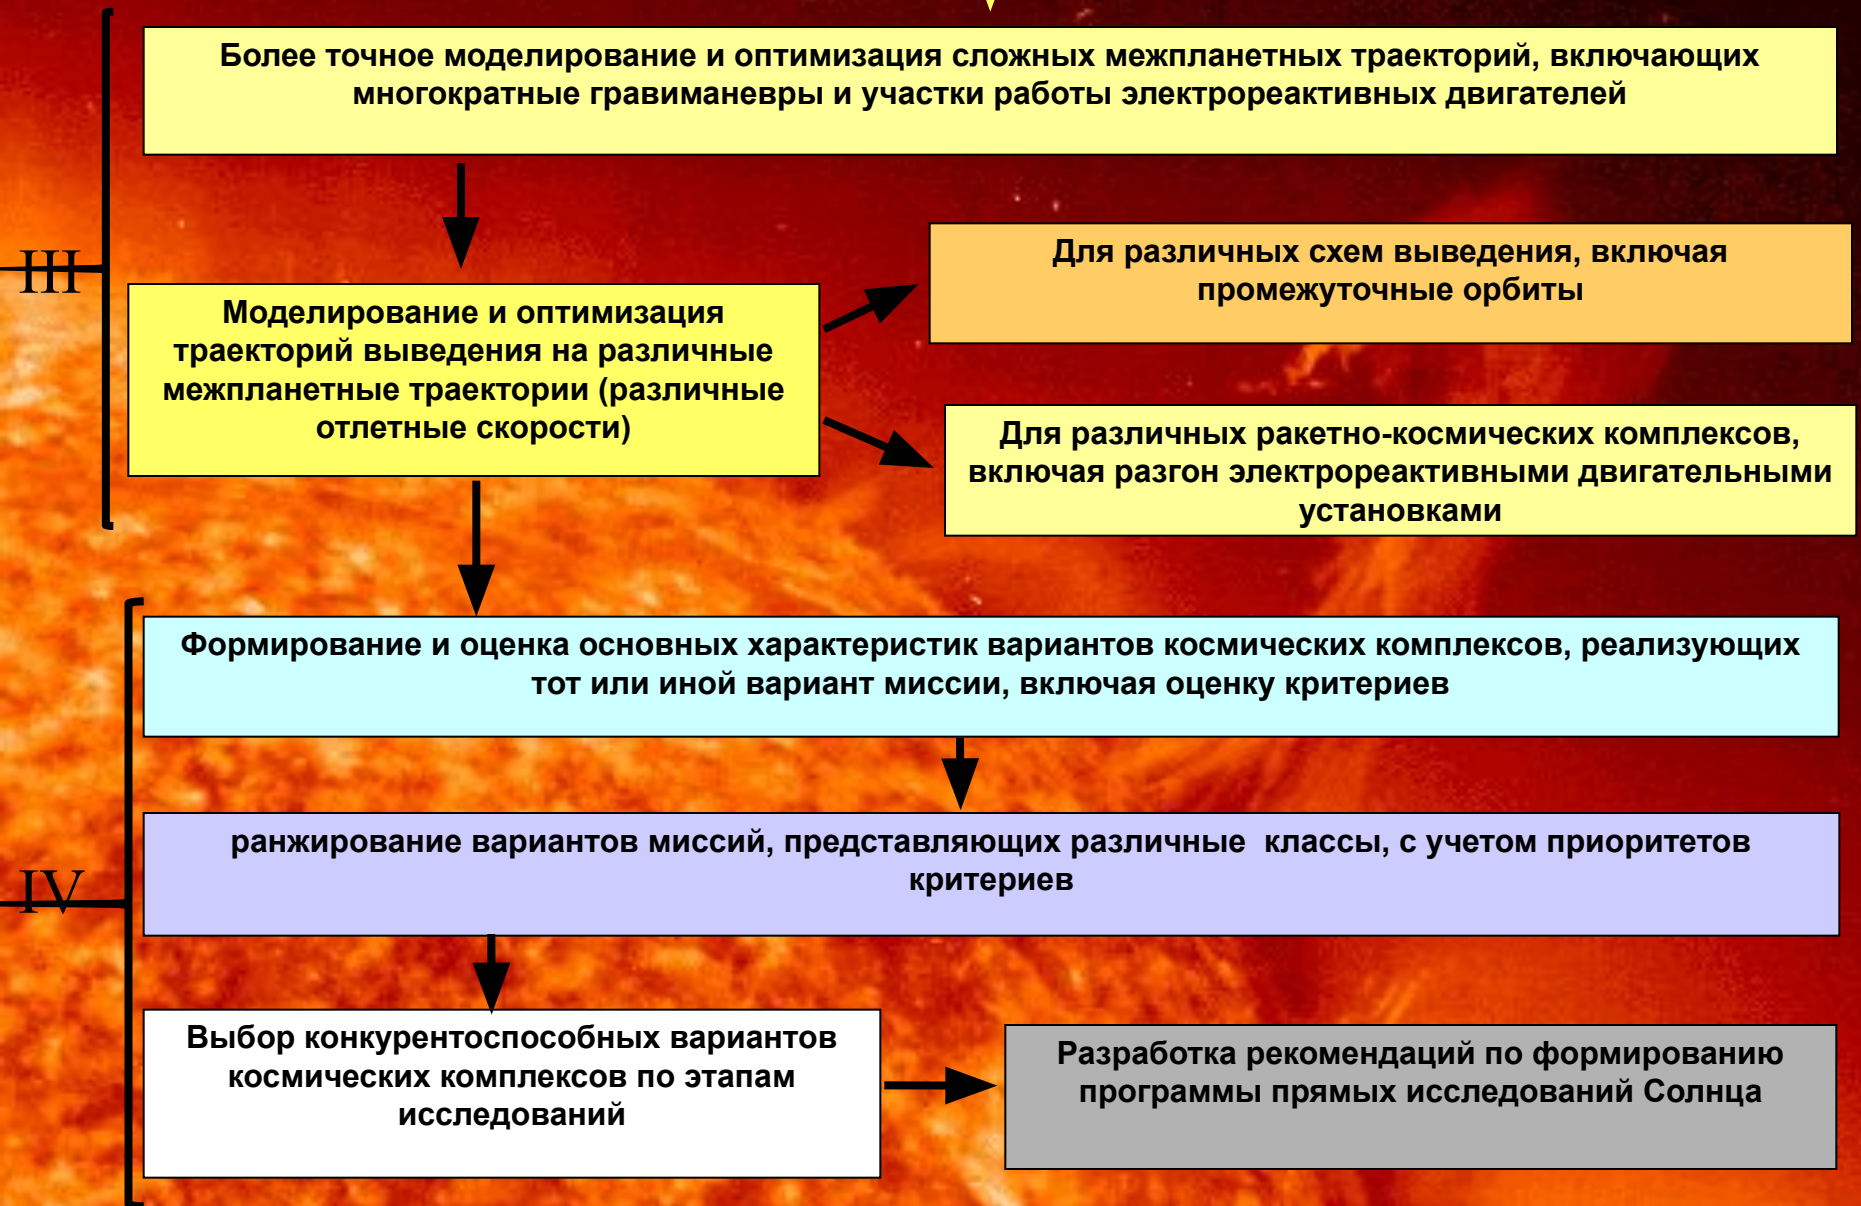 Более точное моделирование и оптимизация сложных межпланетных траекторий, включающих
многократные гравиманевры и участки работы электрореактивных двигателей
III
Для различных схем выведения, включая
промежуточные орбиты
Моделирование и оптимизация
траекторий выведения на различные
межпланетные траектории (различные
отлетные скорости)
Для различных ракетно-космических комплексов,
включая разгон электрореактивными двигательными
установками
Формирование и оценка основных характеристик вариантов космических комплексов, реализующих
тот или иной вариант миссии, включая оценку критериев
IV
ранжирование вариантов миссий, представляющих различные  классы, с учетом приоритетов
критериев
Выбор конкурентоспособных вариантов
космических комплексов по этапам
исследований
Разработка рекомендаций по формированию
программы прямых исследований Солнца